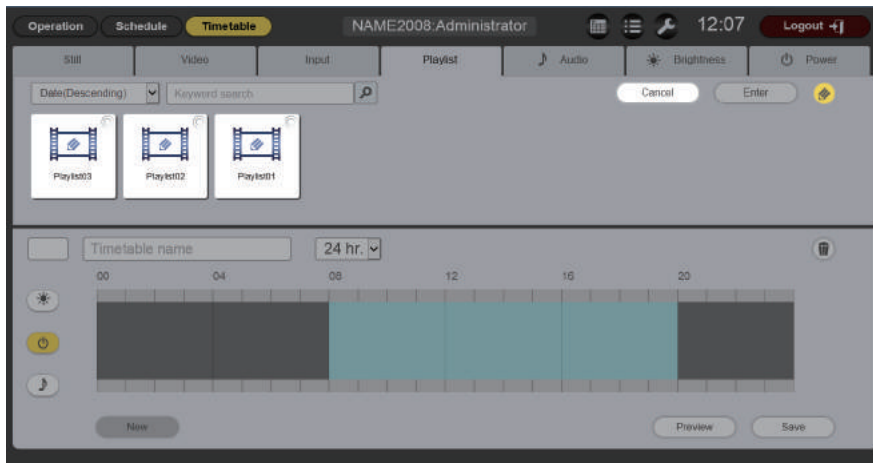 Operation Schedule Timetable NAME2008:Administrator 12:07 Logout
Still Video Input Playlist Audio Brightness Power
Date(Descending) Keyword search Cancel Enter
Playlist03 Playlist02 Playlist01
Timetable name 24 hr.
00 04 08 12 16 20
New Preview Save